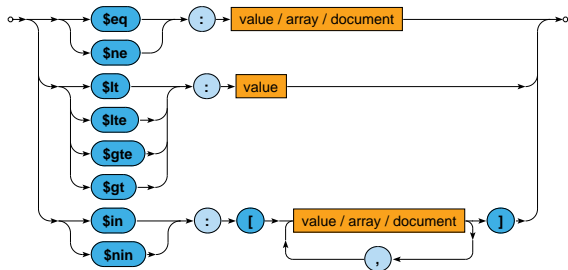 $eq : value / array / document
$ne
$lt : value
$lte
$gte
$gt
$in : [ value / array / document ]
$nin ,